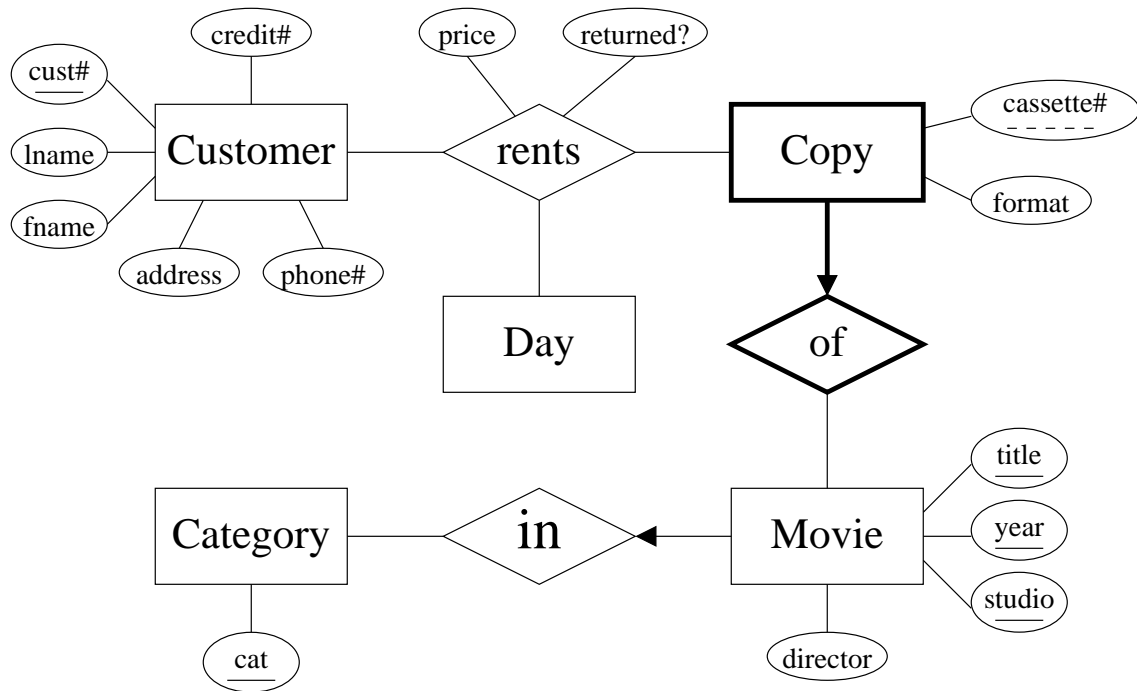 credit#
price
returned?
cust#
cassette#
lname
Customer
rents
Copy
format
fname
address
phone#
Day
of
title
Category
in
Movie
year
studio
cat
director